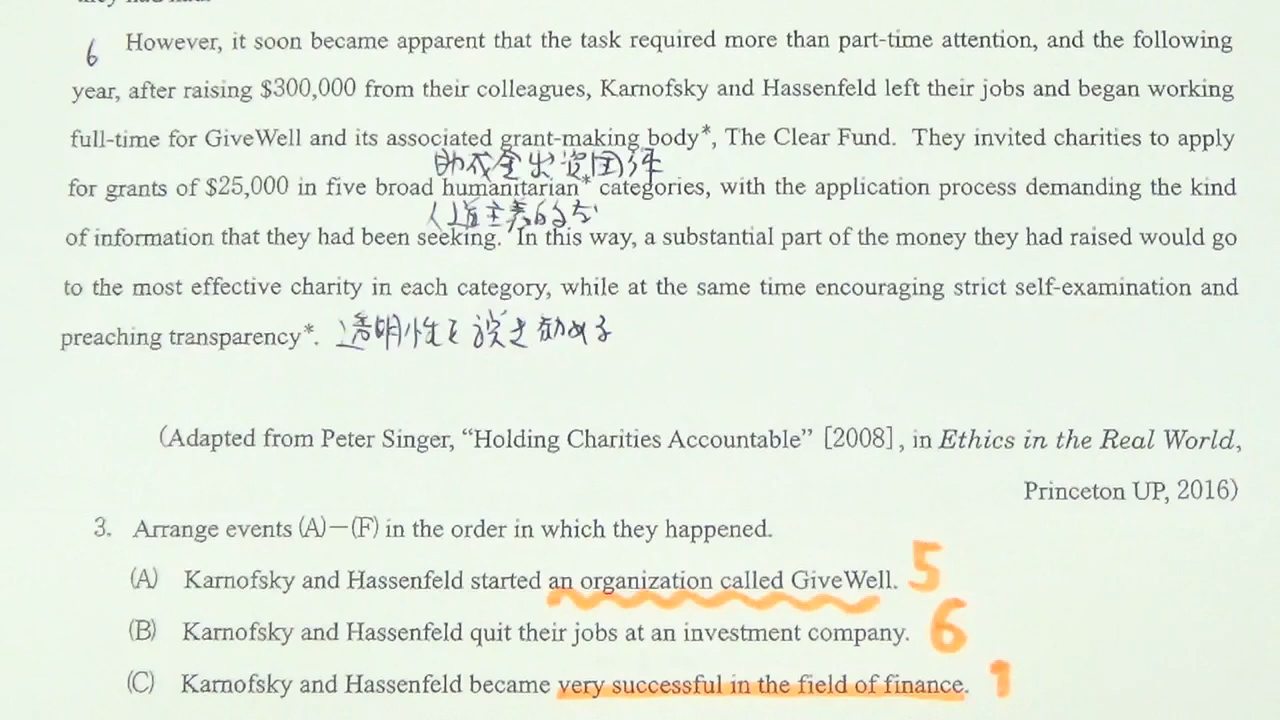 they had had.
6 However, it soon became apparent that the task required more than part-time attention, and the following
year, after raising $300,000 from their colleagues, Karnofsky and Hassenfeld left their jobs and began working
full-time for GiveWell and its associated grant-making body*, The Clear Fund. They invited charities to apply
助成金出資団体
for grants of $25,000 in five broad humanitarian* categories, with the application process demanding the kind
人道主義的な
of information that they had been seeking. In this way, a substantial part of the money they had raised would go
to the most effective charity in each category, while at the same time encouraging strict self-examination and
preaching transparency*. 透明性を説き勧める
(Adapted from Peter Singer, “Holding Charities Accountable” [2008], in Ethics in the Real World,
Princeton UP, 2016)
3. Arrange events (A)－(F) in the order in which they happened.
(A) Karnofsky and Hassenfeld started an organization called GiveWell. 5
(B) Karnofsky and Hassenfeld quit their jobs at an investment company. 6
(C) Karnofsky and Hassenfeld became very successful in the field of finance. 1